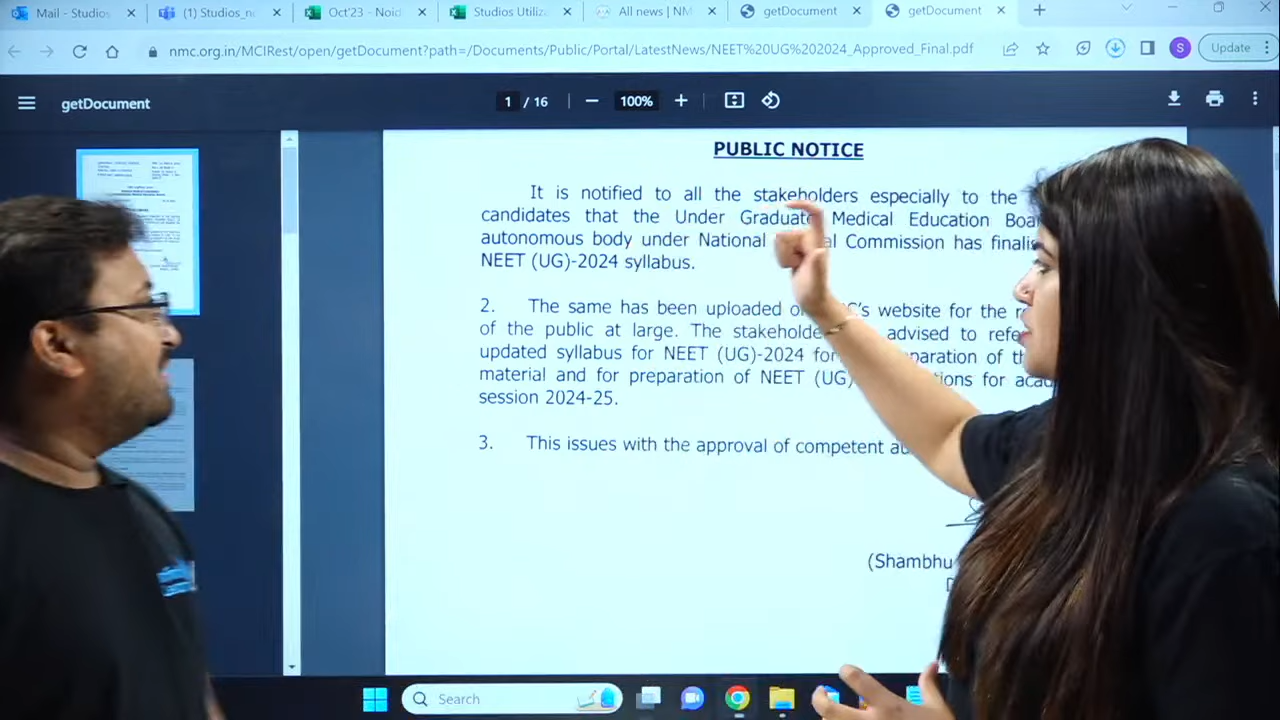 Mail - Studios
(1) Studios_n
Oct'23 - Noid
Studios Utiliz
All news | NM
getDocument
getDocument
nmc.org.in/MCIRest/open/getDocument?path=/Documents/Public/Portal/LatestNews/NEET%20UG%202024_Approved_Final.pdf
S
Update
getDocument
1 / 16
100%
PUBLIC NOTICE
It is notified to all the stakeholders especially to the
candidates that the Under Graduate Medical Education Boa
autonomous body under National al Commission has finalis
NEET (UG)-2024 syllabus.
2. The same has been uploaded o C's website for the r
of the public at large. The stakeholde advised to refe
updated syllabus for NEET (UG)-2024 for paration of th
material and for preparation of NEET (UG) tions for acad
session 2024-25.
3. This issues with the approval of competent au
(Shambhu
D
Search